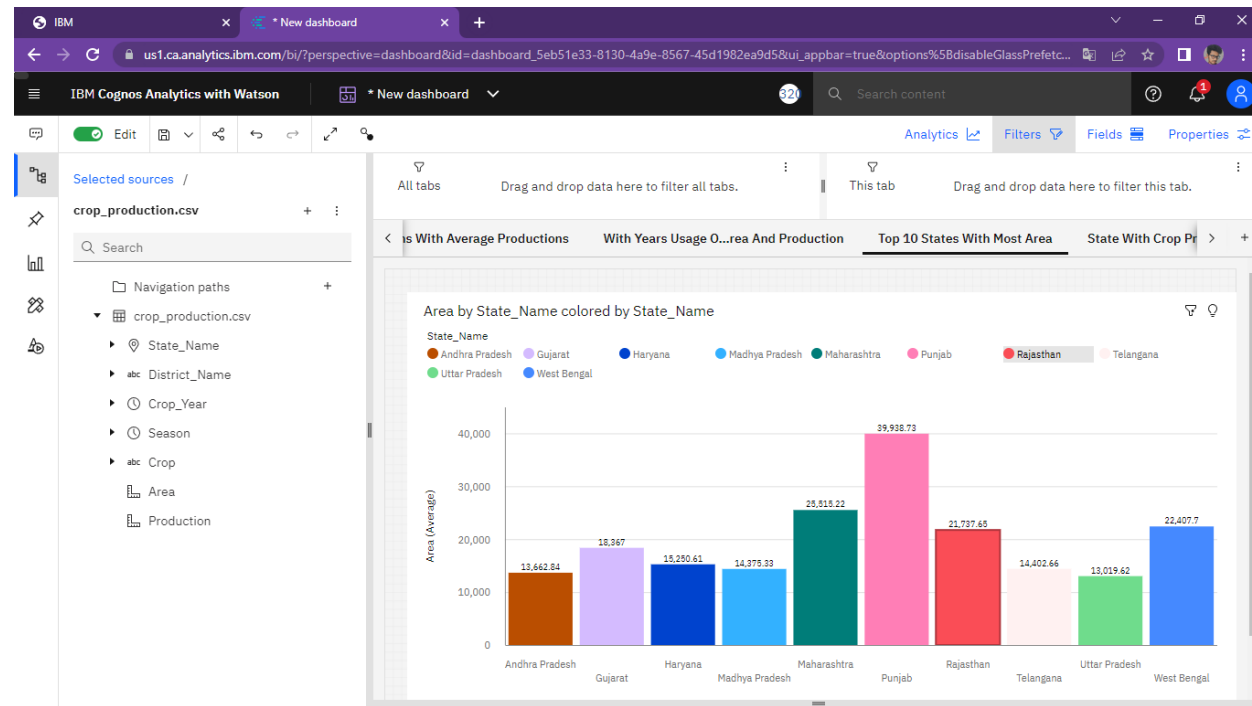 IBM
* New dashboard
us1.ca.analytics.ibm.com/bi/?perspective=dashboard&id=dashboard_5eb51e33-8130-4a9e-8567-45d1982ea9d5&ui_appbar=true&options%5BdisableGlassPrefetc...
IBM Cognos Analytics with Watson
* New dashboard
Search content
1
Edit
Analytics
Filters
Fields
Properties
Selected sources /
crop_production.csv
Search
Navigation paths
crop_production.csv
State_Name
abc District_Name
Crop_Year
Season
abc Crop
Area
Production
All tabs
Drag and drop data here to filter all tabs.
This tab
Drag and drop data here to filter this tab.
ns With Average Productions
With Years Usage O...rea And Production
Top 10 States With Most Area
State With Crop Pr
Area by State_Name colored by State_Name
State_Name
Andhra Pradesh Gujarat Haryana Madhya Pradesh Maharashtra Punjab Rajasthan Telangana
Uttar Pradesh West Bengal
Area (Average)
40,000
30,000
20,000
10,000
0
13,662.84
18,367
15,250.61
14,375.33
25,515.22
39,938.73
21,737.65
14,402.66
13,019.62
22,407.7
Andhra Pradesh
Gujarat
Haryana
Madhya Pradesh
Maharashtra
Punjab
Rajasthan
Telangana
Uttar Pradesh
West Bengal